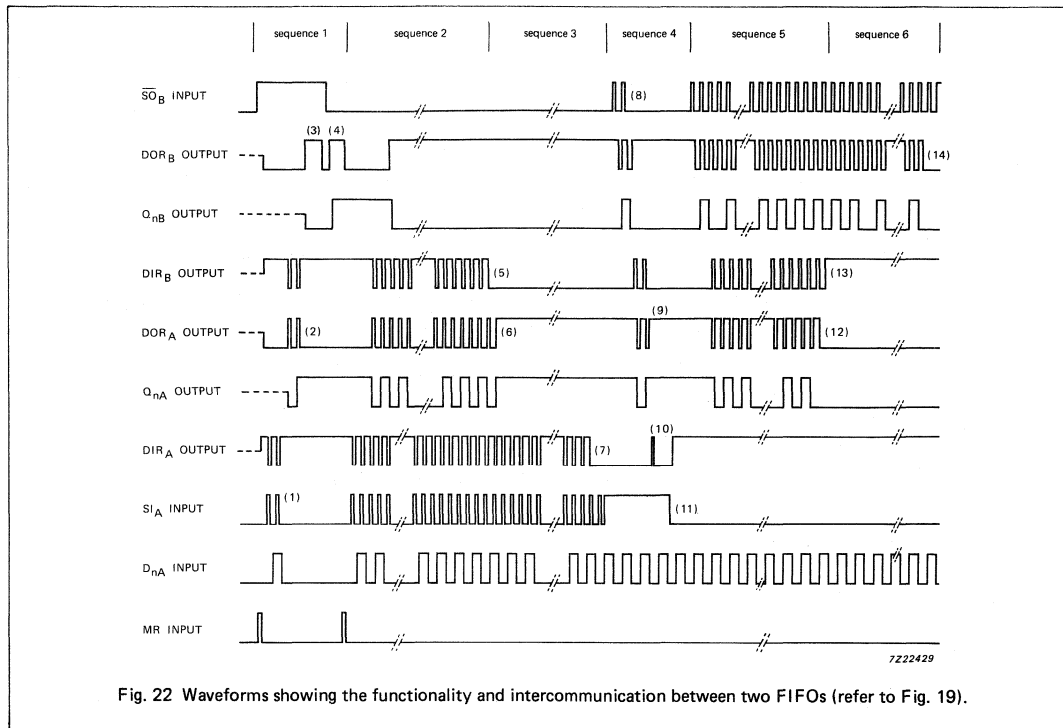 sequence 1 sequence 2 sequence 3 sequence 4 sequence 5 sequence 6
S̅O̅B INPUT (8)
(3) (4)
DORB OUTPUT (14)
QnB OUTPUT
DIRB OUTPUT (5) (13)
(9)
DORA OUTPUT (2) (6) (12)
QnA OUTPUT
(10)
DIRA OUTPUT (7)
SIA INPUT (1) (11)
DnA INPUT
MR INPUT
7Z22429
Fig. 22 Waveforms showing the functionality and intercommunication between two FIFOs (refer to Fig. 19).